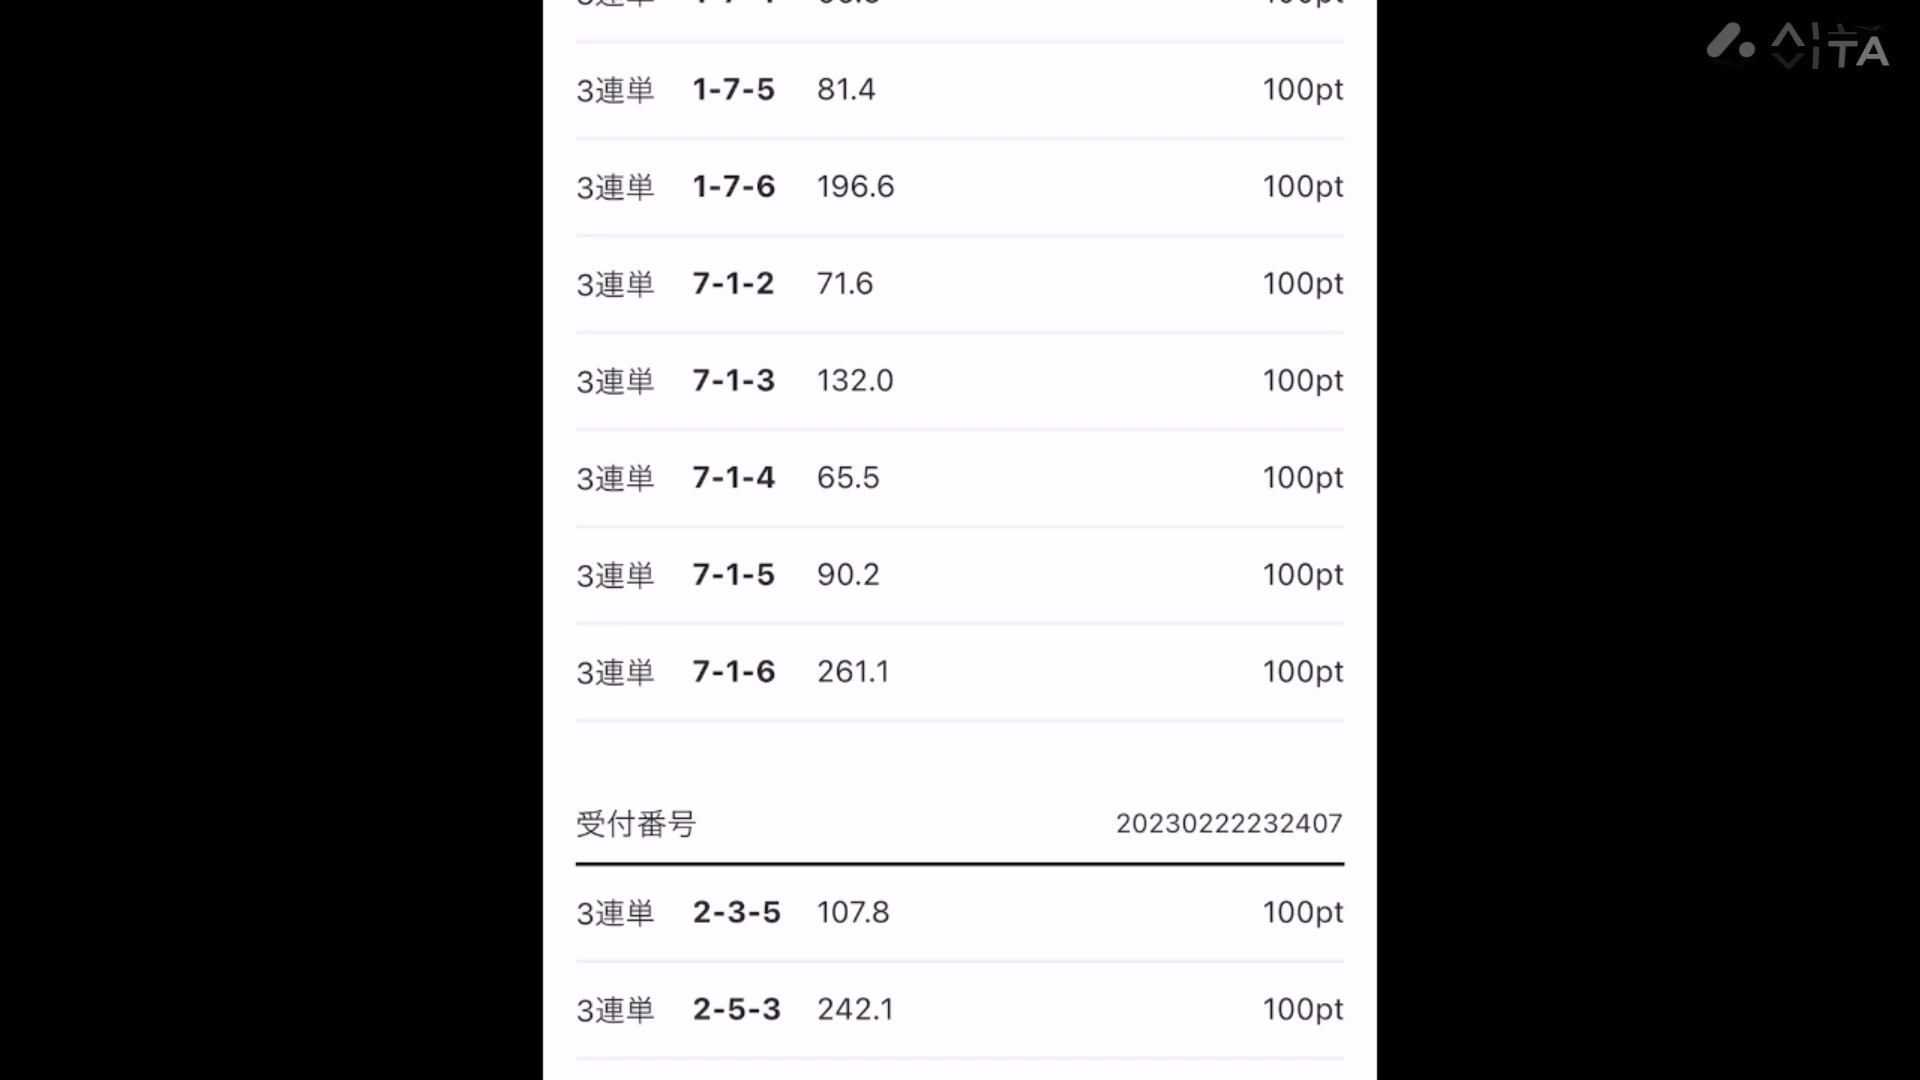 3連単 1-7-5 81.4 100pt
3連単 1-7-6 196.6 100pt
3連単 7-1-2 71.6 100pt
3連単 7-1-3 132.0 100pt
3連単 7-1-4 65.5 100pt
3連単 7-1-5 90.2 100pt
3連単 7-1-6 261.1 100pt
受付番号 20230222232407
3連単 2-3-5 107.8 100pt
3連単 2-5-3 242.1 100pt